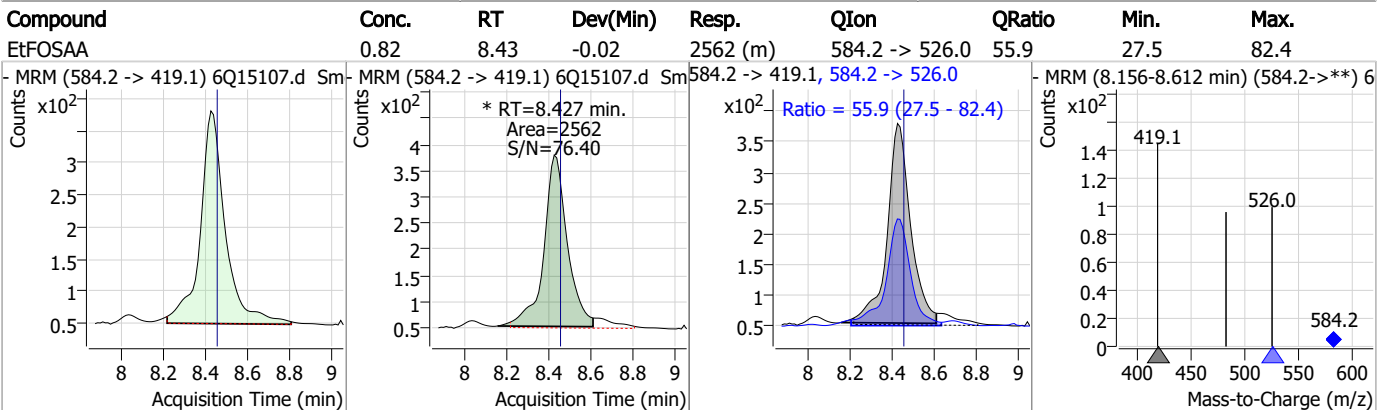 Compound Conc. RT Dev(Min) Resp. QIon QRatio Min. Max.
EtFOSAA 0.82 8.43 -0.02 2562 (m) 584.2 -> 526.0 55.9 27.5 82.4
- MRM (584.2 -> 419.1) 6Q15107.d Sm
Counts
x10²
3
2.5
2
1.5
1
0.5
8 8.2 8.4 8.6 8.8 9
Acquisition Time (min)
- MRM (584.2 -> 419.1) 6Q15107.d Sm
Counts
x10²
* RT=8.427 min.
Area=2562
S/N=76.40
4
3.5
3
2.5
2
1.5
1
0.5
8 8.2 8.4 8.6 8.8 9
Acquisition Time (min)
584.2 -> 419.1, 584.2 -> 526.0
x10²
Ratio = 55.9 (27.5 - 82.4)
3.5
3
2.5
2
1.5
1
0.5
8 8.2 8.4 8.6 8.8 9
Acquisition Time (min)
- MRM (8.156-8.612 min) (584.2->**) 6
Counts
x10²
419.1
1.4
1.2
1
526.0
0.8
0.6
0.4
0.2
584.2
0
400 450 500 550 600
Mass-to-Charge (m/z)